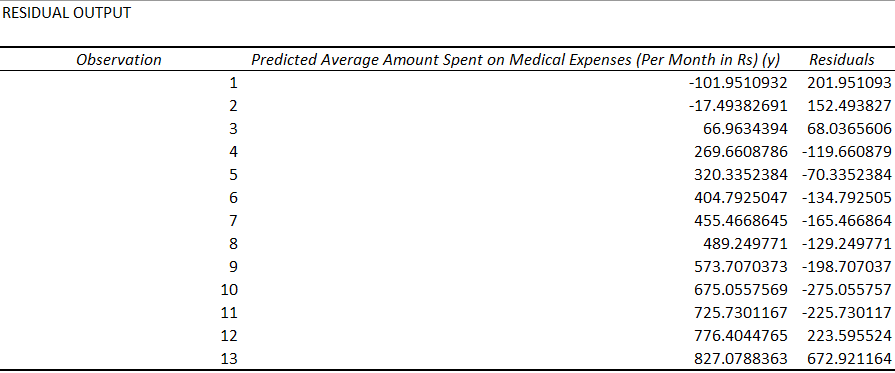 RESIDUAL OUTPUT
Observation Predicted Average Amount Spent on Medical Expenses (Per Month in Rs) (y) Residuals
1 -101.9510932 201.951093
2 -17.49382691 152.493827
3 66.9634394 68.0365606
4 269.6608786 -119.660879
5 320.3352384 -70.3352384
6 404.7925047 -134.792505
7 455.4668645 -165.466864
8 489.249771 -129.249771
9 573.7070373 -198.707037
10 675.0557569 -275.055757
11 725.7301167 -225.730117
12 776.4044765 223.595524
13 827.0788363 672.921164